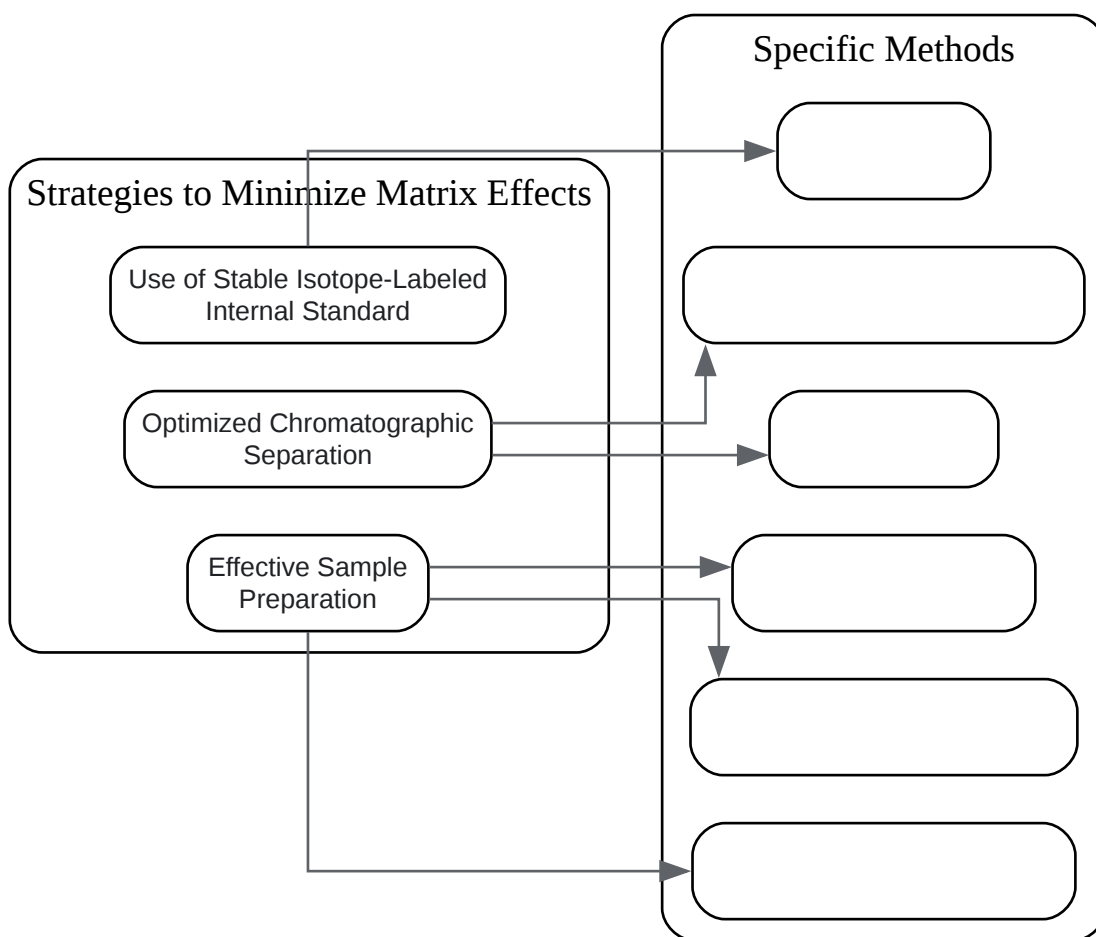 Specific Methods
Strategies to Minimize Matrix Effects
Use of Stable Isotope-Labeled
Internal Standard
Optimized Chromatographic
Separation
Effective Sample
Preparation